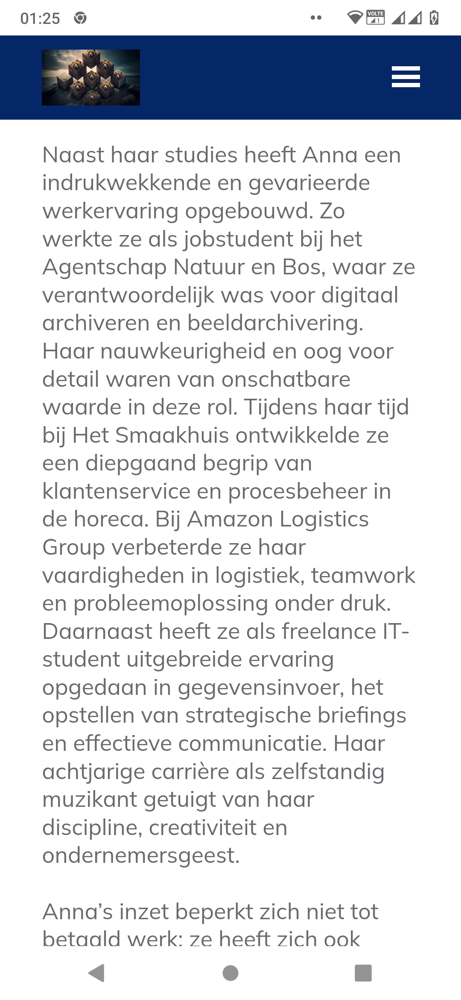 01:25
VOLTE
1
Naast haar studies heeft Anna een
indrukwekkende en gevarieerde
werkervaring opgebouwd. Zo
werkte ze als jobstudent bij het
Agentschap Natuur en Bos, waar ze
verantwoordelijk was voor digitaal
archiveren en beeldarchivering.
Haar nauwkeurigheid en oog voor
detail waren van onschatbare
waarde in deze rol. Tijdens haar tijd
bij Het Smaakhuis ontwikkelde ze
een diepgaand begrip van
klantenservice en procesbeheer in
de horeca. Bij Amazon Logistics
Group verbeterde ze haar
vaardigheden in logistiek, teamwork
en probleemoplossing onder druk.
Daarnaast heeft ze als freelance IT-
student uitgebreide ervaring
opgedaan in gegevensinvoer, het
opstellen van strategische briefings
en effectieve communicatie. Haar
achtjarige carrière als zelfstandig
muzikant getuigt van haar
discipline, creativiteit en
ondernemersgeest.
Anna’s inzet beperkt zich niet tot
betaald werk; ze heeft zich ook